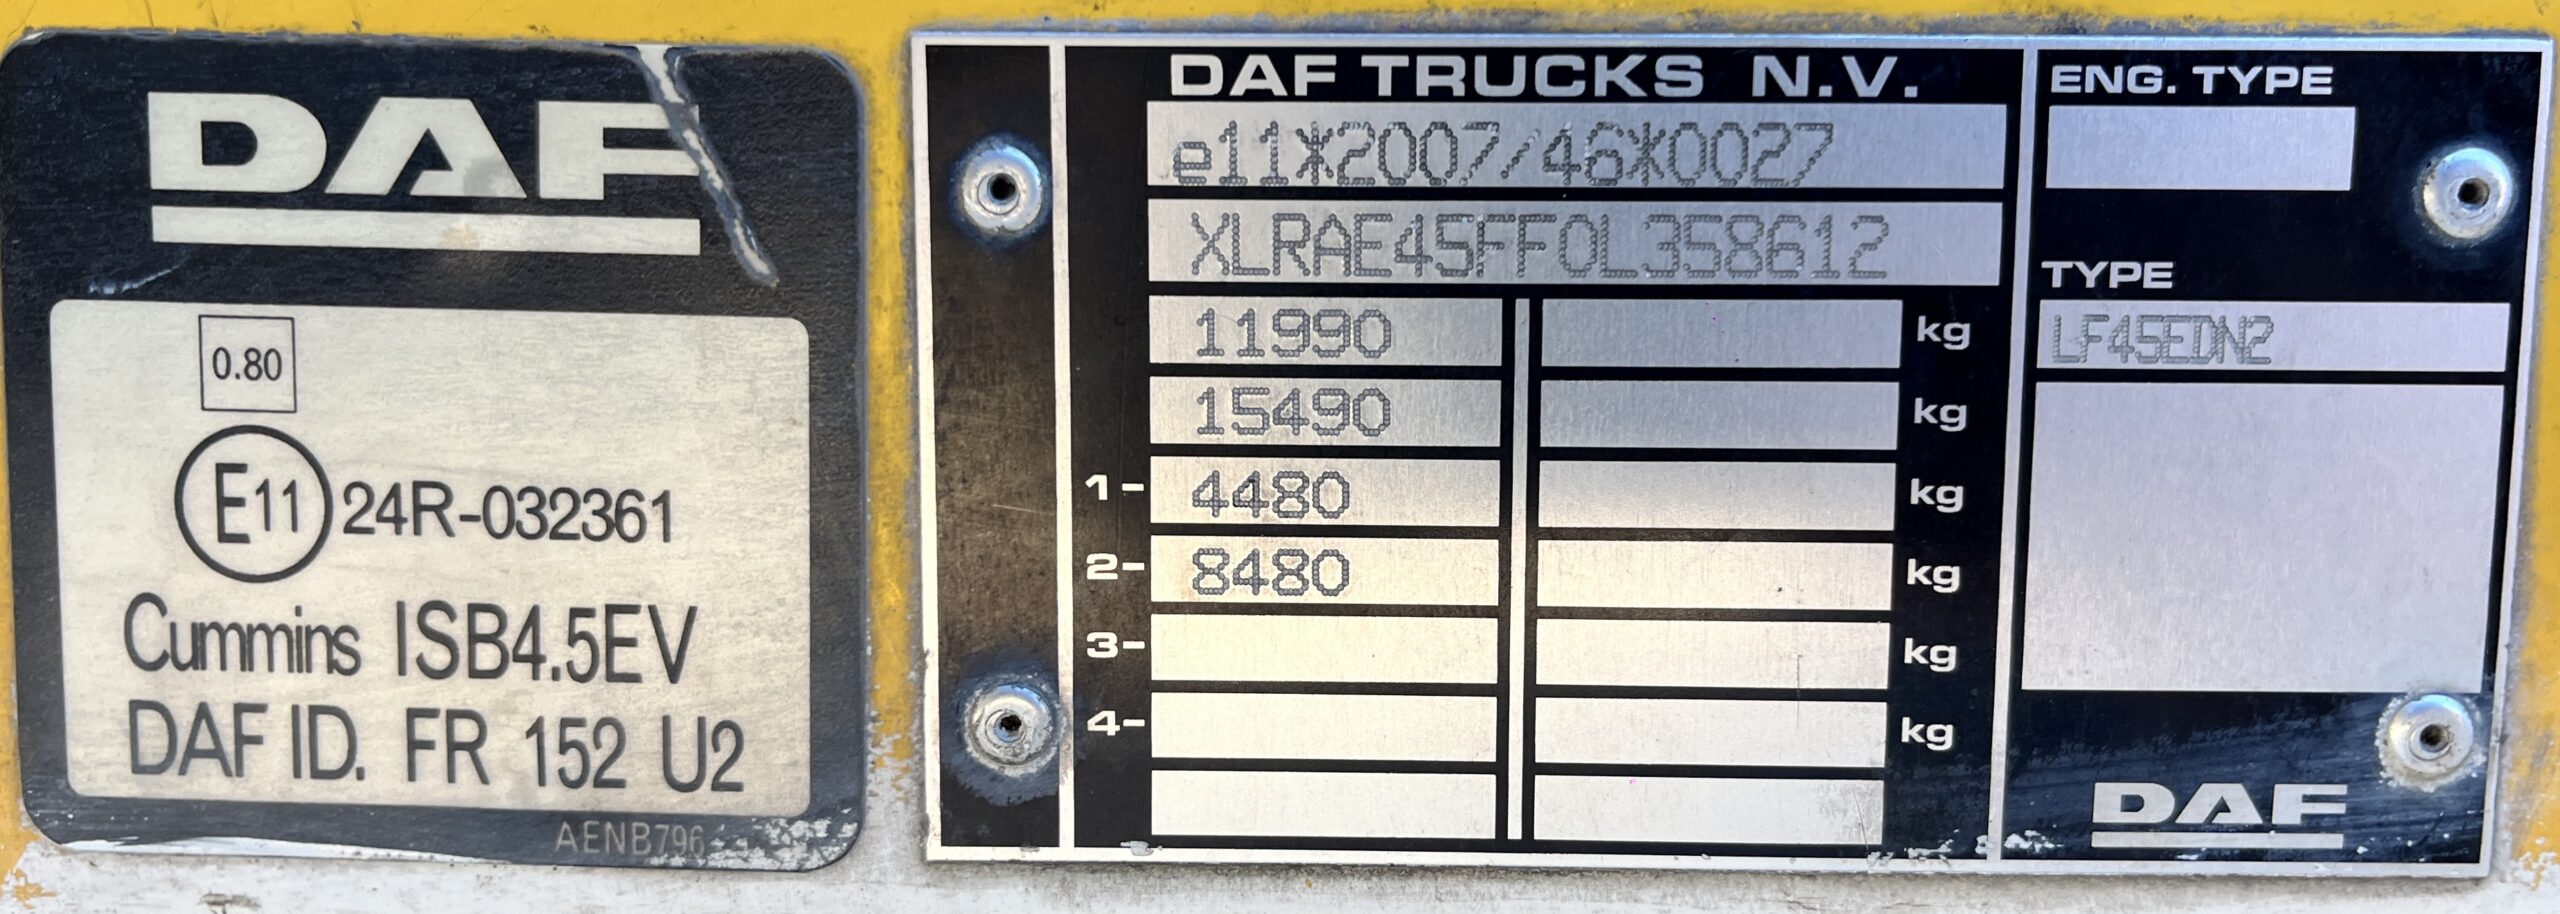 DAF
0.80
E11 24R-032361
Cummins ISB4.5EV
DAF ID. FR 152 U2
AENB796
DAF TRUCKS N.V.
e11*2007/46*0027
XLRAE45FF0L358612
11990 kg
15490 kg
1- 4480 kg
2- 8480 kg
3- kg
4- kg
ENG. TYPE
TYPE
LF45EDN2
DAF